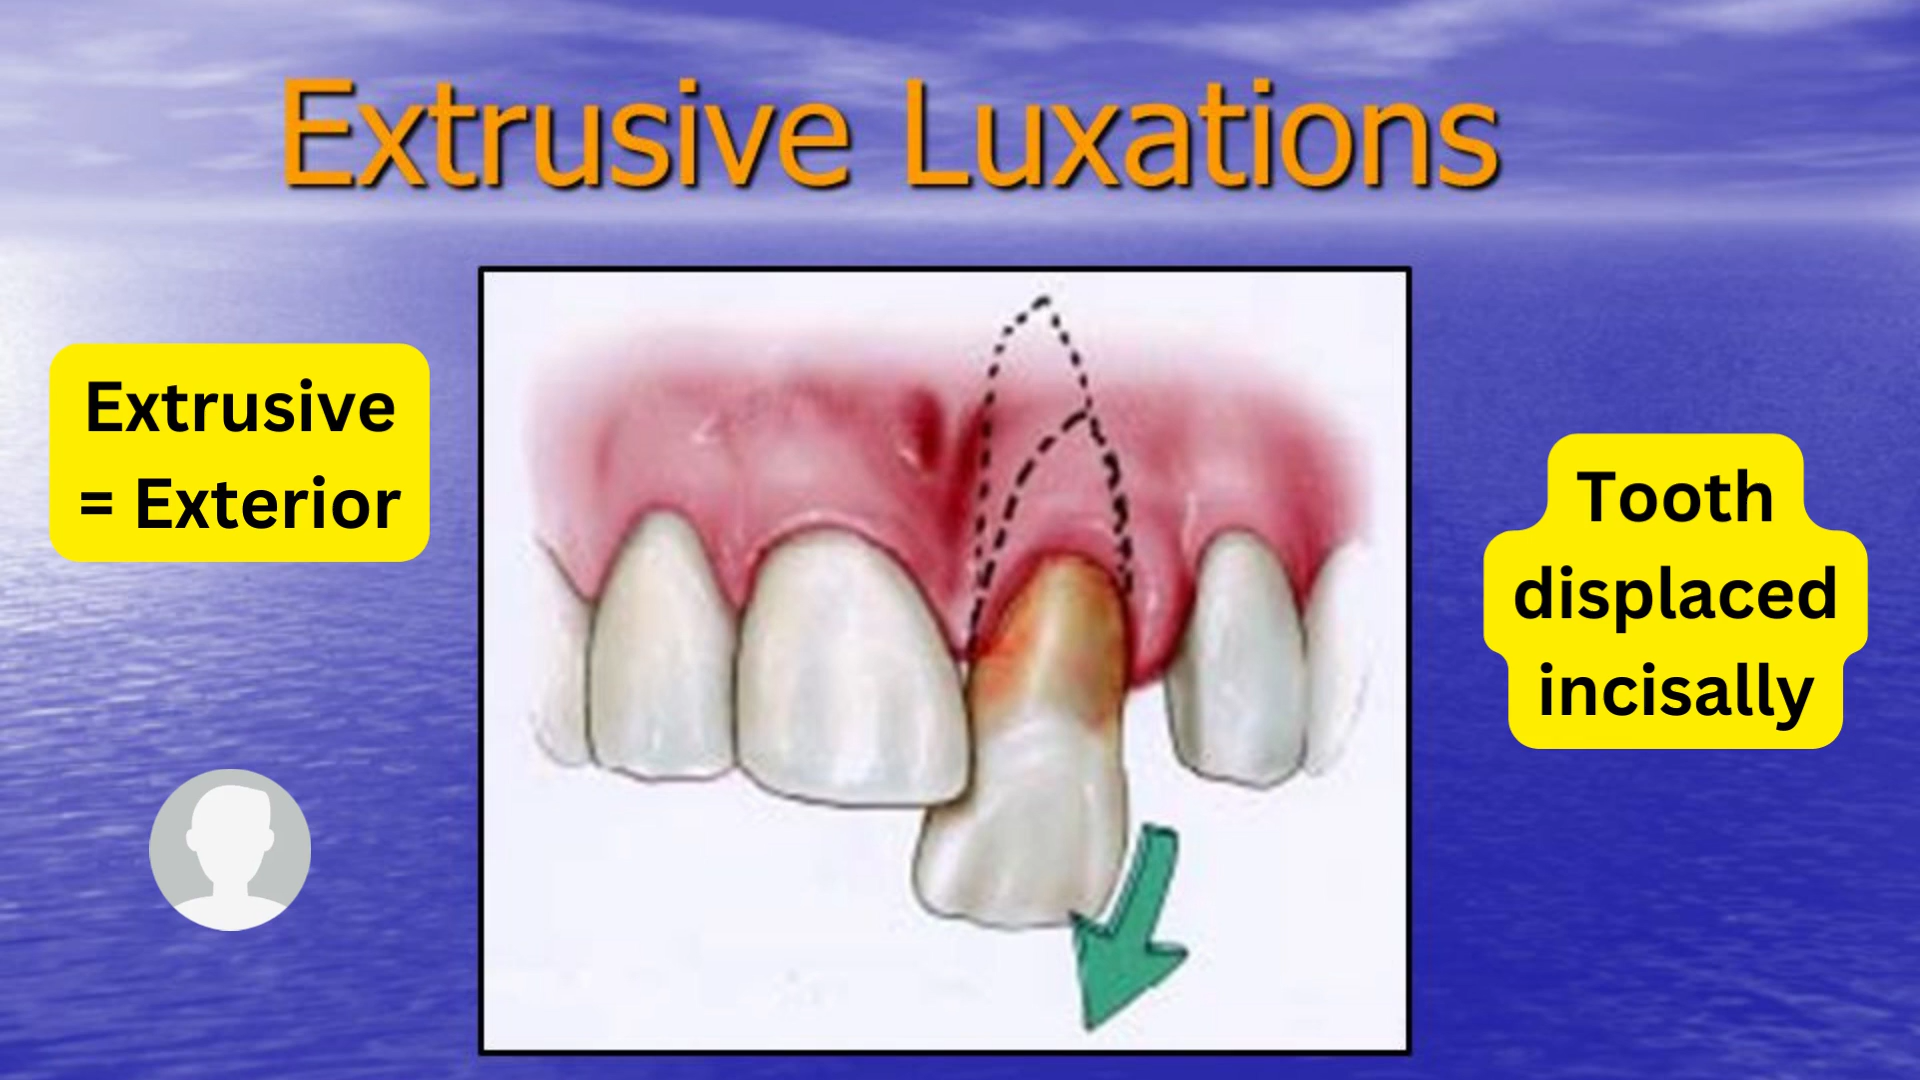 Extrusive Luxations
Extrusive
= Exterior
Tooth
displaced
incisally